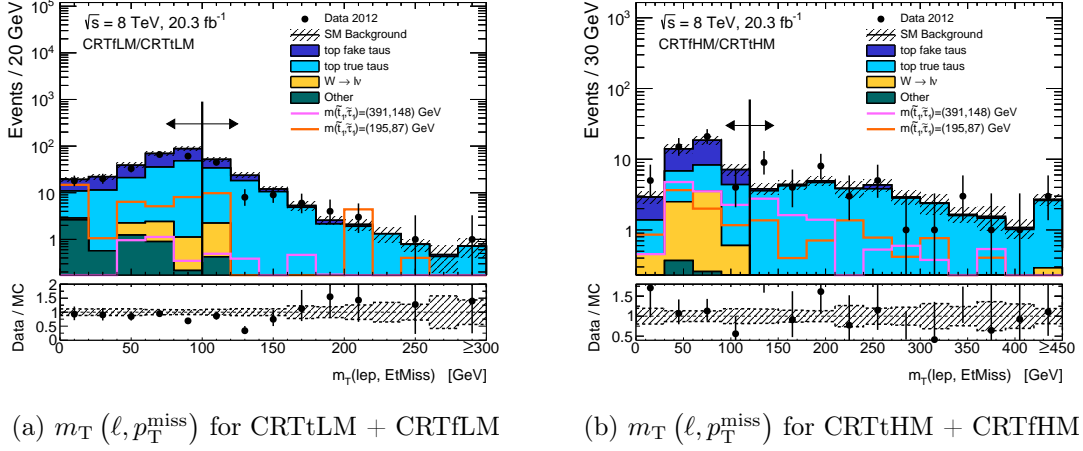 √s = 8 TeV, 20.3 fb⁻¹
CRTfLM/CRTtLM
Data 2012
SM Background
top fake taus
top true taus
W → lν
Other
m(t̃₁,τ̃₁)=(391,148) GeV
m(t̃₁,τ̃₁)=(195,87) GeV
Events / 20 GeV
10⁵
10⁴
10³
10²
10
1
Data / MC
2
1.5
1
0.5
0
0 50 100 150 200 250 ≥300
m_T(lep, EtMiss) [GeV]
(a) m_T (ℓ, p_T^miss) for CRTtLM + CRTfLM
√s = 8 TeV, 20.3 fb⁻¹
CRTfHM/CRTtHM
Data 2012
SM Background
top fake taus
top true taus
W → lν
Other
m(t̃₁,τ̃₁)=(391,148) GeV
m(t̃₁,τ̃₁)=(195,87) GeV
Events / 30 GeV
10³
10²
10
1
Data / MC
1.5
1
0.5
0 50 100 150 200 250 300 350 400 ≥450
m_T(lep, EtMiss) [GeV]
(b) m_T (ℓ, p_T^miss) for CRTtHM + CRTfHM